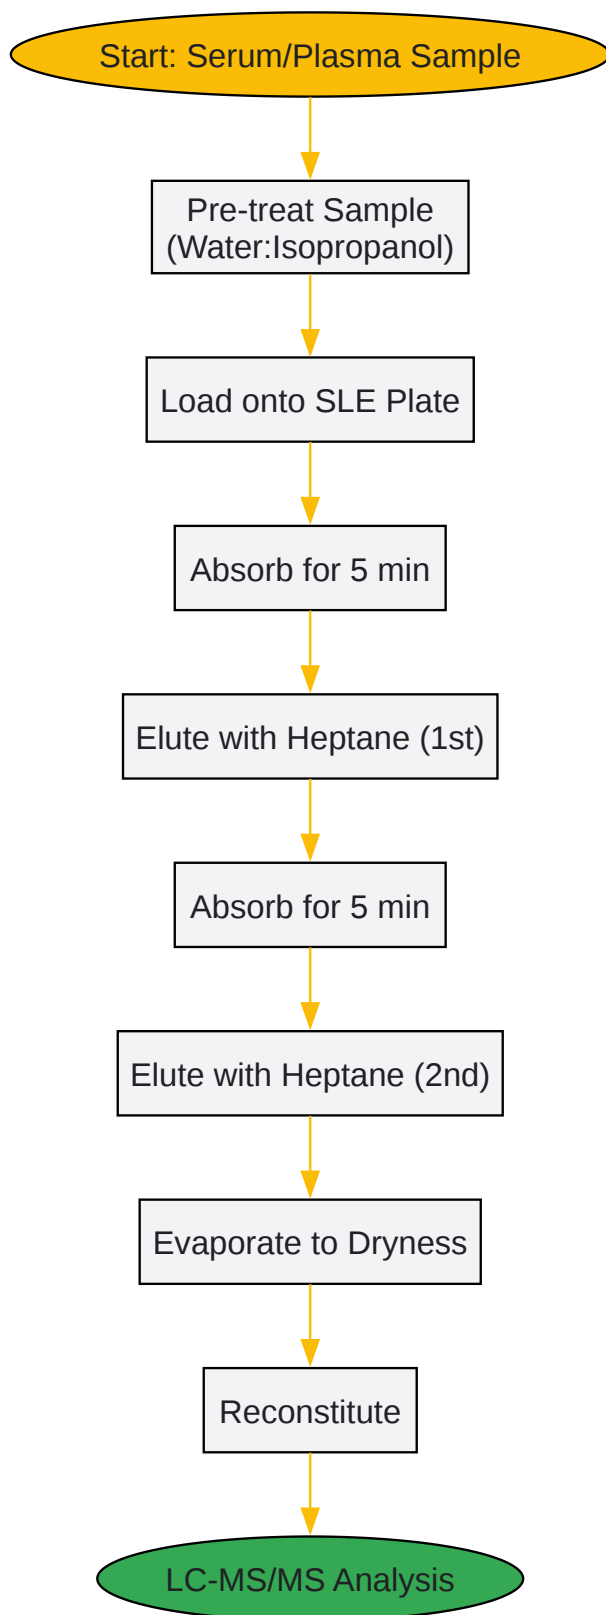 Start: Serum/Plasma Sample
Pre-treat Sample
(Water:Isopropanol)
Load onto SLE Plate
Absorb for 5 min
Elute with Heptane (1st)
Absorb for 5 min
Elute with Heptane (2nd)
Evaporate to Dryness
Reconstitute
LC-MS/MS Analysis